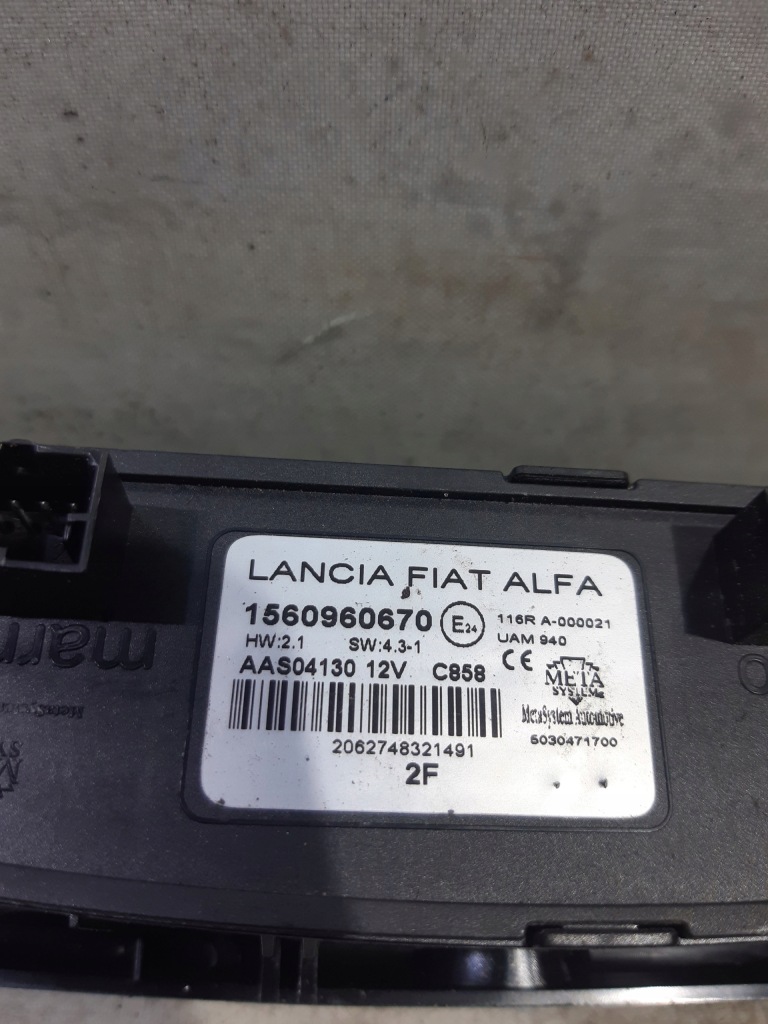 LANCIA FIAT ALFA
1560960670 E24 116R A-000021
HW:2.1 SW:4.3-1 UAM 940
AAS04130 12V C858 CE META
SYSTEM
MetaSystem Automotive
2062748321491 5030471700
2F